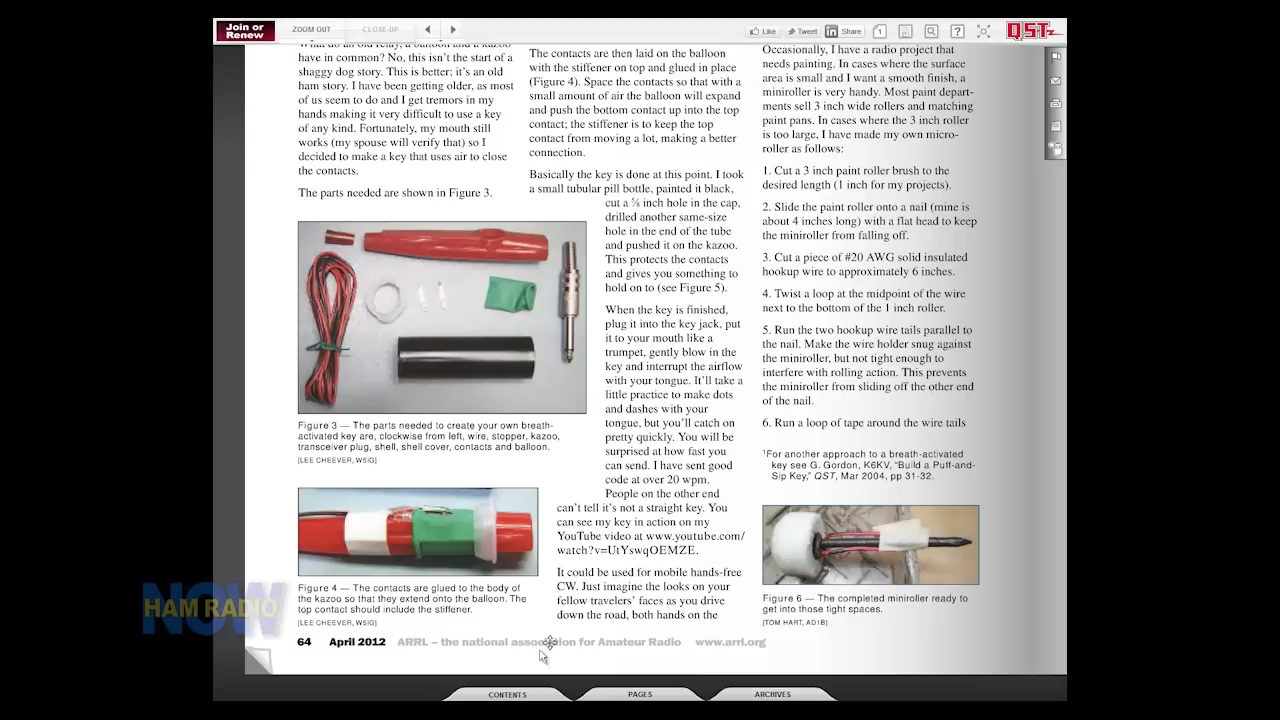 Join or
Renew
ZOOM OUT
CLOSE-UP
Like
Tweet
in Share
1
?
QST
What do an old relay, a balloon and a kazoo
have in common? No, this isn't the start of a
shaggy dog story. This is better; it's an old
ham story. I have been getting older, as most
of us seem to do and I get tremors in my
hands making it very difficult to use a key
of any kind. Fortunately, my mouth still
works (my spouse will verify that) so I
decided to make a key that uses air to close
the contacts.
The parts needed are shown in Figure 3.
Figure 3 — The parts needed to create your own breath-
activated key are, clockwise from left, wire, stopper, kazoo,
transceiver plug, shell, shell cover, contacts and balloon.
[LEE CHEEVER, W5IG]
Figure 4 — The contacts are glued to the body of
the kazoo so that they extend onto the balloon. The
top contact should include the stiffener.
[LEE CHEEVER, W5IG]
The contacts are then laid on the balloon
with the stiffener on top and glued in place
(Figure 4). Space the contacts so that with a
small amount of air the balloon will expand
and push the bottom contact up into the top
contact; the stiffener is to keep the top
contact from moving a lot, making a better
connection.
Basically the key is done at this point. I took
a small tubular pill bottle, painted it black,
cut a ⅜ inch hole in the cap,
drilled another same-size
hole in the end of the tube
and pushed it on the kazoo.
This protects the contacts
and gives you something to
hold on to (see Figure 5).
When the key is finished,
plug it into the key jack, put
it to your mouth like a
trumpet, gently blow in the
key and interrupt the airflow
with your tongue. It'll take a
little practice to make dots
and dashes with your
tongue, but you'll catch on
pretty quickly. You will be
surprised at how fast you
can send. I have sent good
code at over 20 wpm.
People on the other end
can't tell it's not a straight key. You
can see my key in action on my
YouTube video at www.youtube.com/
watch?v=UtYswqOEMZE.
It could be used for mobile hands-free
CW. Just imagine the looks on your
fellow travelers' faces as you drive
down the road, both hands on the
Occasionally, I have a radio project that
needs painting. In cases where the surface
area is small and I want a smooth finish, a
miniroller is very handy. Most paint depart-
ments sell 3 inch wide rollers and matching
paint pans. In cases where the 3 inch roller
is too large, I have made my own micro-
roller as follows:
1. Cut a 3 inch paint roller brush to the
desired length (1 inch for my projects).
2. Slide the paint roller onto a nail (mine is
about 4 inches long) with a flat head to keep
the miniroller from falling off.
3. Cut a piece of #20 AWG solid insulated
hookup wire to approximately 6 inches.
4. Twist a loop at the midpoint of the wire
next to the bottom of the 1 inch roller.
5. Run the two hookup wire tails parallel to
the nail. Make the wire holder snug against
the miniroller, but not tight enough to
interfere with rolling action. This prevents
the miniroller from sliding off the other end
of the nail.
6. Run a loop of tape around the wire tails
1For another approach to a breath-activated
key see G. Gordon, K6KV, "Build a Puff-and-
Sip Key," QST, Mar 2004, pp 31-32.
Figure 6 — The completed miniroller ready to
get into those tight spaces.
[TOM HART, AD1B]
64 April 2012 ARRL – the national association for Amateur Radio www.arrl.org
HAM RADIO
NOW
CONTENTS
PAGES
ARCHIVES